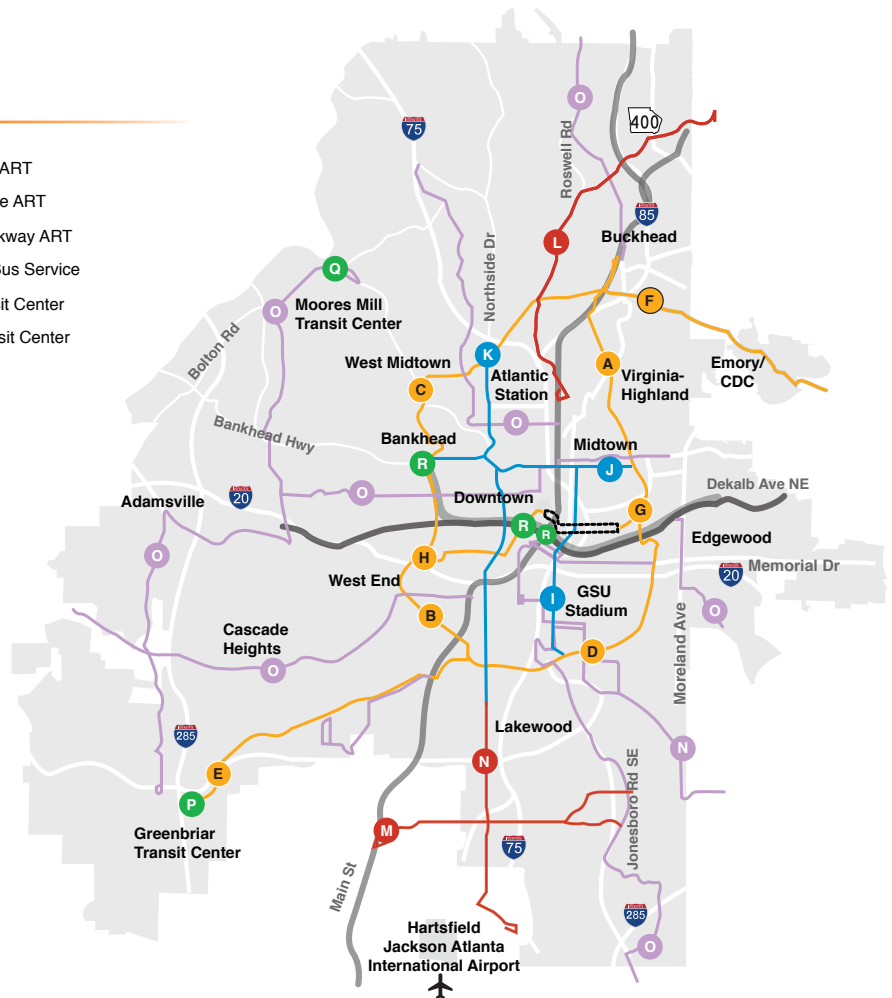 ART
e ART
kway ART
Bus Service
sit Center
sit Center
O
400
75
Roswell Rd
85
L
Buckhead
Northside Dr
Q
F
O
Moores Mill
Transit Center
Bolton Rd
K
West Midtown
Atlantic
Station
A
Virginia-
Highland
Emory/
CDC
C
O
Bankhead Hwy
Bankhead
Midtown
R
J
Dekalb Ave NE
Adamsville
20
O
Downtown
G
R
R
Edgewood
O
H
20
Memorial Dr
West End
I
GSU
Stadium
O
B
Cascade
Heights
O
D
Moreland Ave
285
Lakewood
N
N
E
P
Jonesboro Rd SE
M
75
Greenbriar
Transit Center
Main St
285
Hartsfield
Jackson Atlanta
International Airport
O